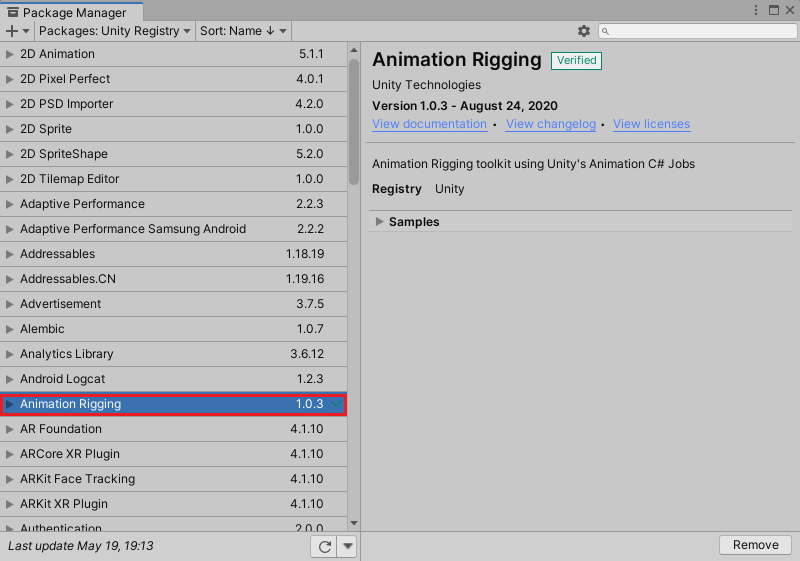 Package Manager
Packages: Unity Registry
Sort: Name ↓
2D Animation 5.1.1
2D Pixel Perfect 4.0.1
2D PSD Importer 4.2.0
2D Sprite 1.0.0
2D SpriteShape 5.2.0
2D Tilemap Editor 1.0.0
Adaptive Performance 2.2.3
Adaptive Performance Samsung Android 2.2.2
Addressables 1.18.19
Addressables.CN 1.19.16
Advertisement 3.7.5
Alembic 1.0.7
Analytics Library 3.6.12
Android Logcat 1.2.3
Animation Rigging 1.0.3
AR Foundation 4.1.10
ARCore XR Plugin 4.1.10
ARKit Face Tracking 4.1.10
ARKit XR Plugin 4.1.10
Authentication 2.0.0
Last update May 19, 19:13
Animation Rigging Verified
Unity Technologies
Version 1.0.3 - August 24, 2020
View documentation • View changelog • View licenses
Animation Rigging toolkit using Unity's Animation C# Jobs
Registry Unity
Samples
Remove